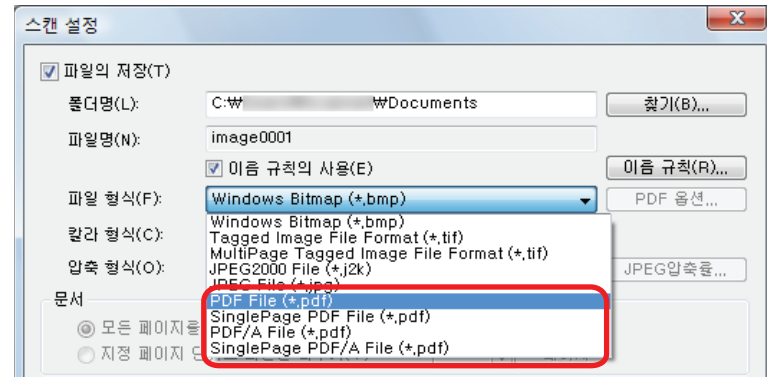 스캔 설정
파일의 저장(T)
폴더명(L): C:₩ ₩Documents 찾기(B)...
파일명(N): image0001
이름 규칙의 사용(E) 이름 규칙(R)...
파일 형식(F): Windows Bitmap (*.bmp) PDF 옵션...
Windows Bitmap (*.bmp)
칼라 형식(C): Tagged Image File Format (*.tif)
MultiPage Tagged Image File Format (*.tif)
압축 형식(O): JPEG2000 File (*.j2k) JPEG압축률...
JPEG File (*.jpg)
문서 PDF File (*.pdf)
SinglePage PDF File (*.pdf)
모든 페이지를 PDF/A File (*.pdf)
지정 페이지 SinglePage PDF/A File (*.pdf)